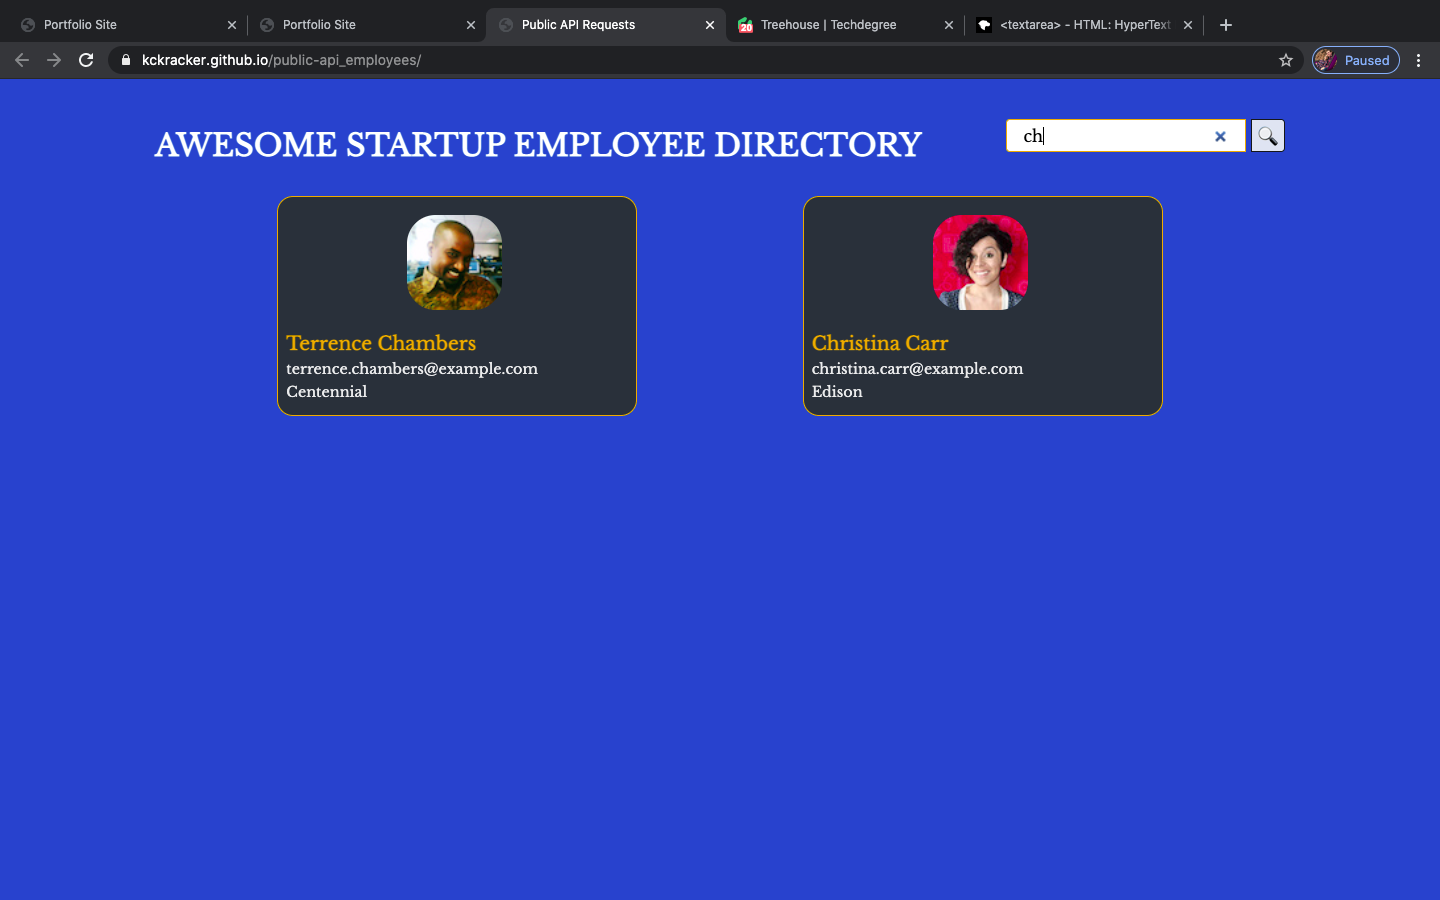 Portfolio Site
Portfolio Site
Public API Requests
20
Treehouse | Techdegree
<textarea> - HTML: HyperText
kckracker.github.io/public-api_employees/
Paused
AWESOME STARTUP EMPLOYEE DIRECTORY
ch
Terrence Chambers
terrence.chambers@example.com
Centennial
Christina Carr
christina.carr@example.com
Edison